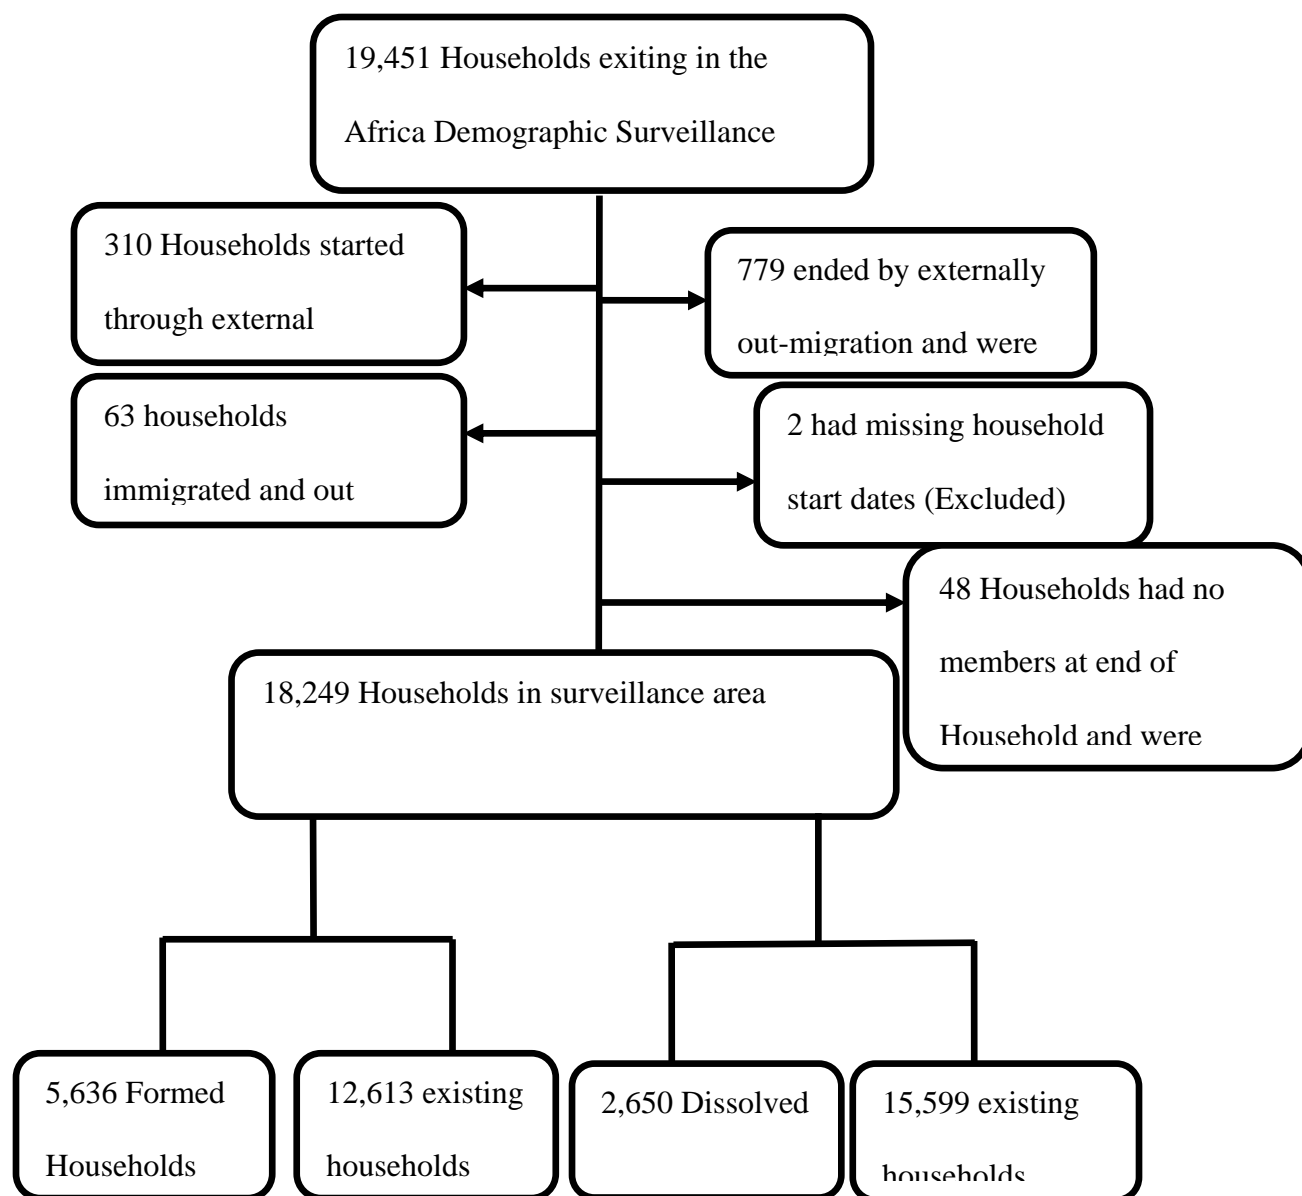 19,451 Households exiting in the
Africa Demographic Surveillance
310 Households started
through external
779 ended by externally
out-migration and were
63 households
immigrated and out
2 had missing household
start dates (Excluded)
48 Households had no
members at end of
Household and were
18,249 Households in surveillance area
5,636 Formed
Households
12,613 existing
households
2,650 Dissolved
15,599 existing
households